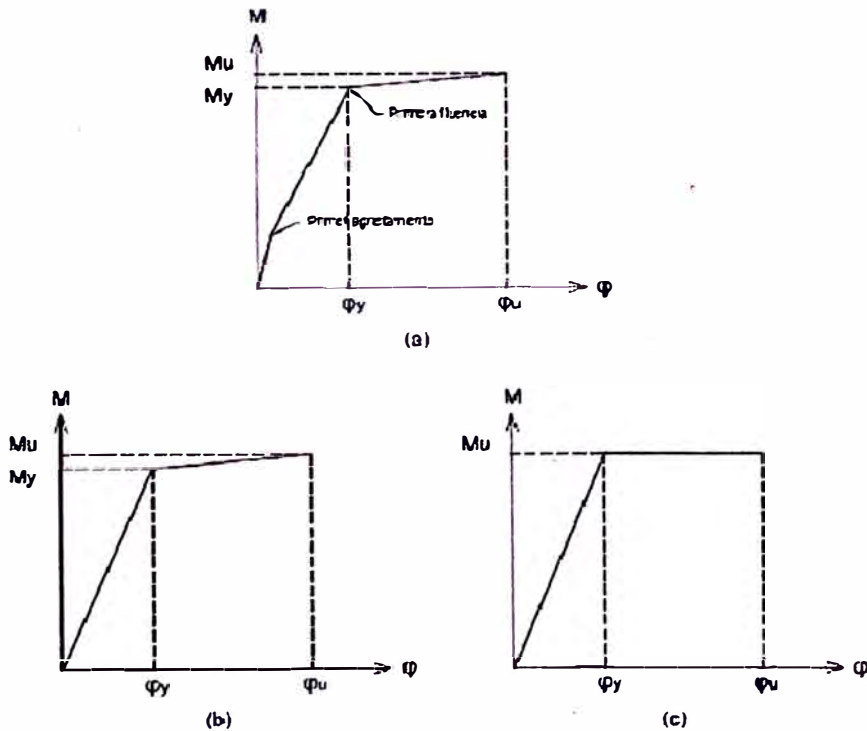 M
Mu
My
Primera fluencia
Primer agrietamiento
φy
φu
φ
(a)
M
Mu
My
φy
φu
φ
(b)
M
Mu
φy
φu
φ
(c)